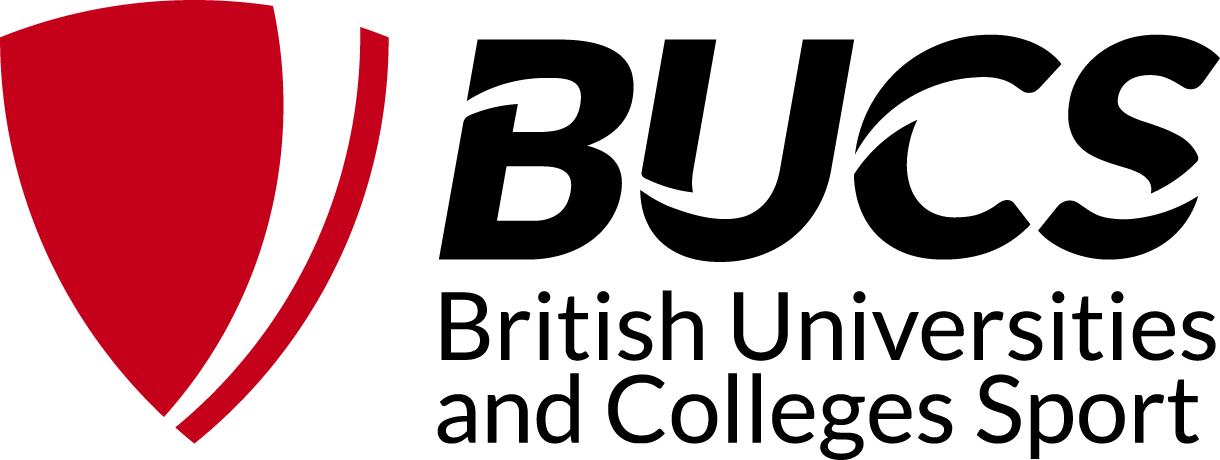 BUCS
British Universities
and Colleges Sport